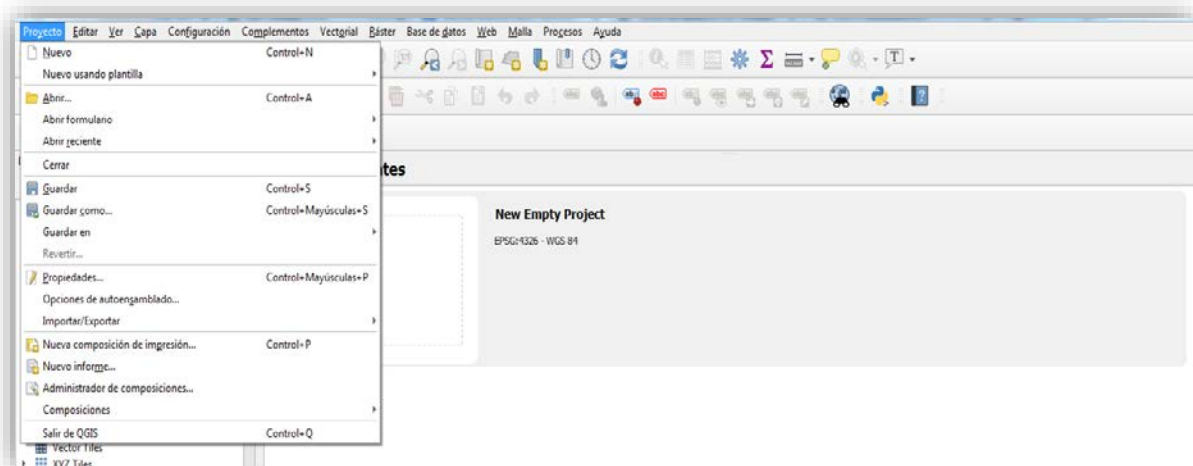 Proyecto Editar Ver Capa Configuración Complementos Vectorial Ráster Base de datos Web Malla Procesos Ayuda
Nuevo Control+N
Nuevo usando plantilla
Abrir... Control+A
Abrir formulario
Abrir reciente
Cerrar
Guardar Control+S
Guardar como... Control+Mayúsculas+S
Guardar en
Revertir...
Propiedades... Control+Mayúsculas+P
Opciones de autoensamblado...
Importar/Exportar
Nueva composición de impresión... Control+P
Nuevo informe...
Administrador de composiciones...
Composiciones
Salir de QGIS Control+Q
Vector Tiles
XYZ Tiles
tes
New Empty Project
EPSG:4326 - WGS 84